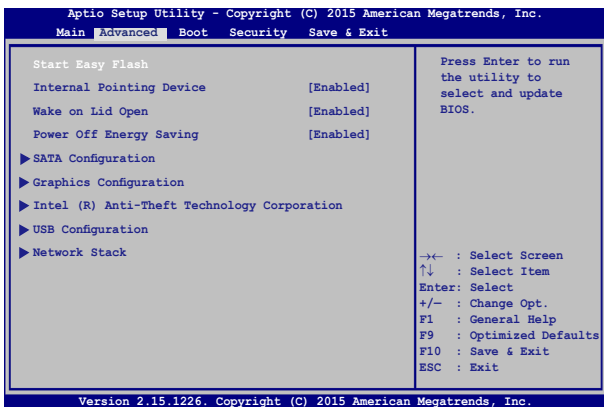 Aptio Setup Utility - Copyright (C) 2015 American Megatrends, Inc.
Main Advanced Boot Security Save & Exit
Start Easy Flash
Internal Pointing Device [Enabled]
Wake on Lid Open [Enabled]
Power Off Energy Saving [Enabled]
▶ SATA Configuration
▶ Graphics Configuration
▶ Intel (R) Anti-Theft Technology Corporation
▶ USB Configuration
▶ Network Stack
Press Enter to run
the utility to
select and update
BIOS.
→← : Select Screen
↑↓ : Select Item
Enter: Select
+/— : Change Opt.
F1 : General Help
F9 : Optimized Defaults
F10 : Save & Exit
ESC : Exit
Version 2.15.1226. Copyright (C) 2015 American Megatrends, Inc.